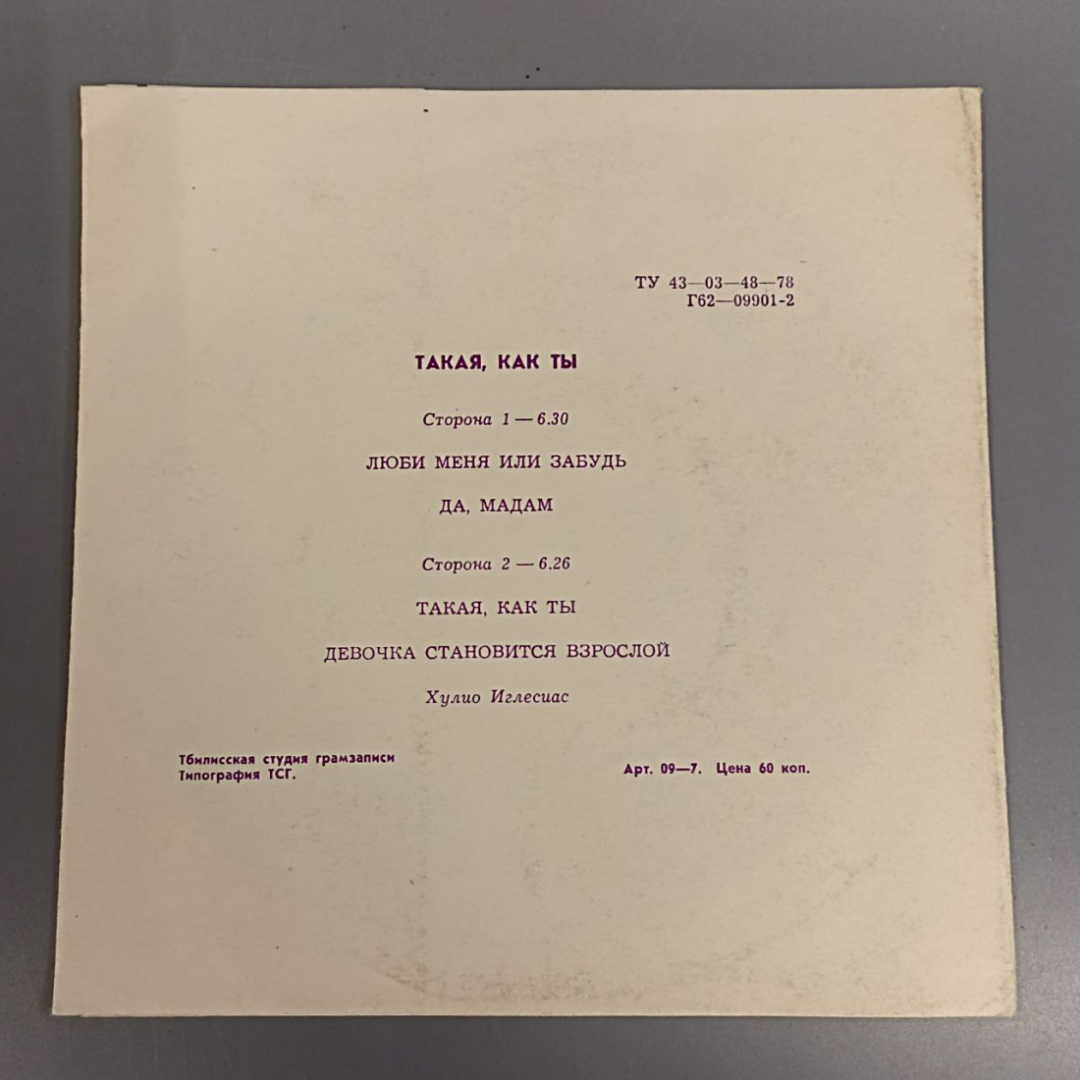 ТУ 43—03—48—78
Г62—09901-2
ТАКАЯ, КАК ТЫ
Сторона 1 — 6.30
ЛЮБИ МЕНЯ ИЛИ ЗАБУДЬ
ДА, МАДАМ
Сторона 2 — 6.26
ТАКАЯ, КАК ТЫ
ДЕВОЧКА СТАНОВИТСЯ ВЗРОСЛОЙ
Хулио Иглесиас
Тбилисская студия грамзаписи
Типография ТСГ.
Арт. 09—7. Цена 60 коп.